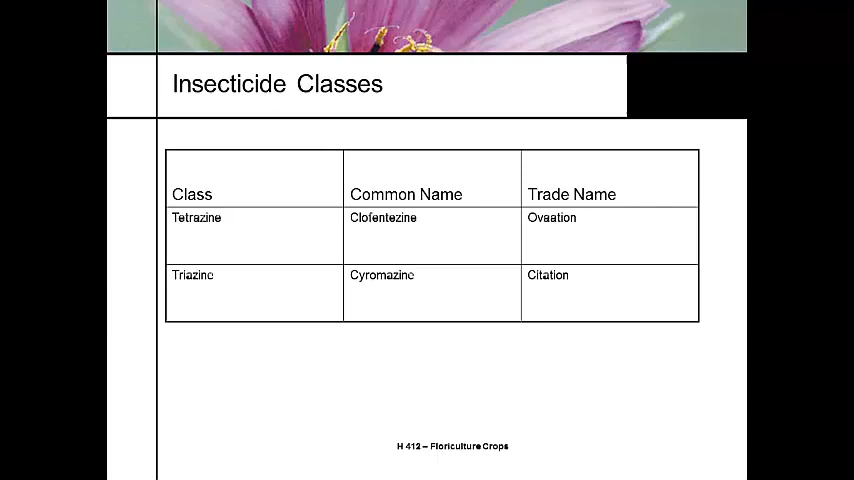 Insecticide Classes
Class Common Name Trade Name
Tetrazine Clofentezine Ovaation
Triazine Cyromazine Citation
H 412 – Floriculture Crops